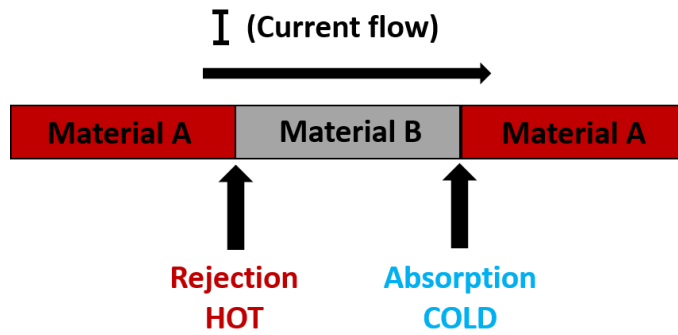 I (Current flow)
Material A Material B Material A
Rejection Absorption
HOT COLD